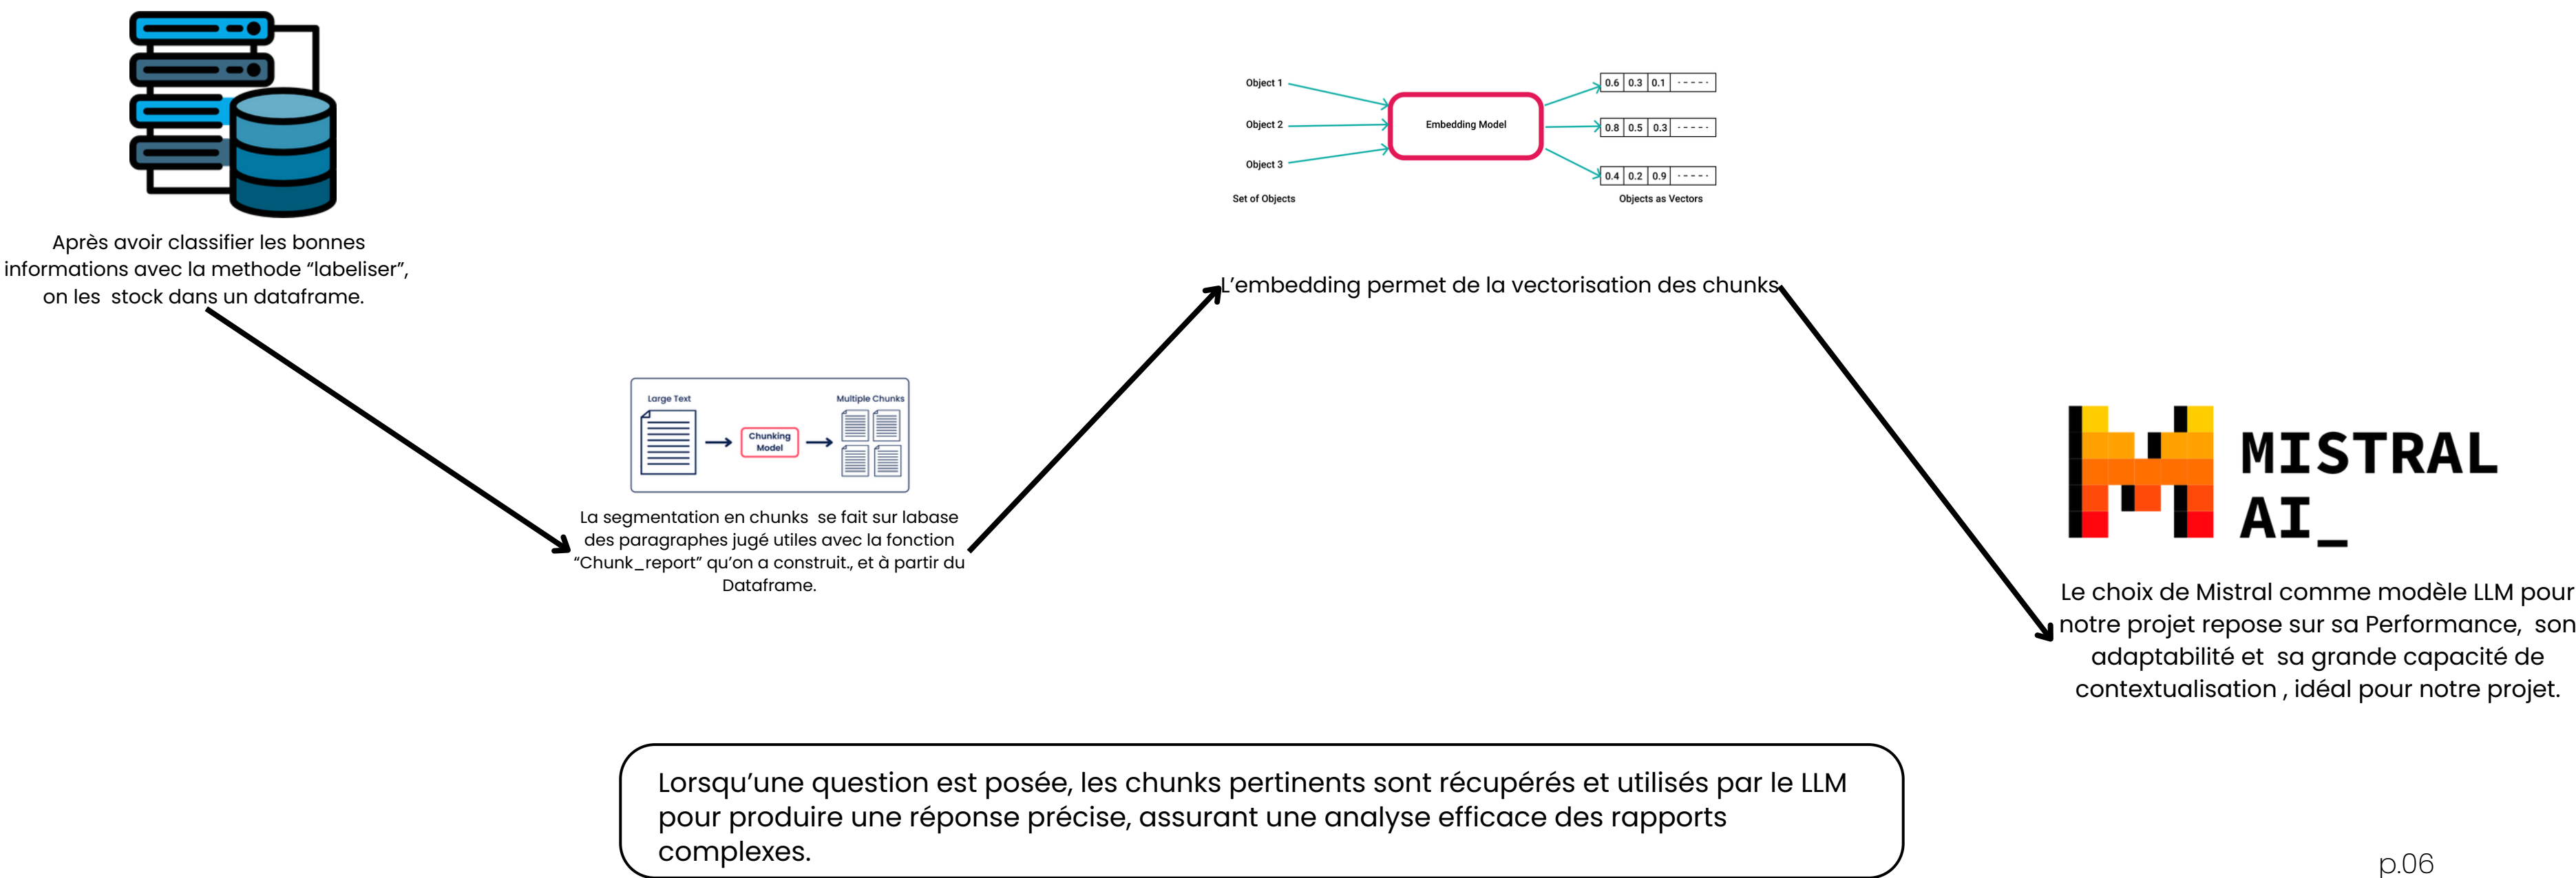 Après avoir classifier les bonnes
informations avec la methode “labeliser”,
on les stock dans un dataframe.
Large Text
Multiple Chunks
Chunking
Model
La segmentation en chunks se fait sur labase
des paragraphes jugé utiles avec la fonction
“Chunk_report” qu’on a construit., et à partir du
Dataframe.
Object 1
Object 2
Object 3
Set of Objects
Embedding Model
0.6 0.3 0.1 -----
0.8 0.5 0.3 -----
0.4 0.2 0.9 -----
Objects as Vectors
L’embedding permet de la vectorisation des chunks
MISTRAL
AI_
Le choix de Mistral comme modèle LLM pour
notre projet repose sur sa Performance, son
adaptabilité et sa grande capacité de
contextualisation , idéal pour notre projet.
Lorsqu’une question est posée, les chunks pertinents sont récupérés et utilisés par le LLM
pour produire une réponse précise, assurant une analyse efficace des rapports
complexes.
p.06